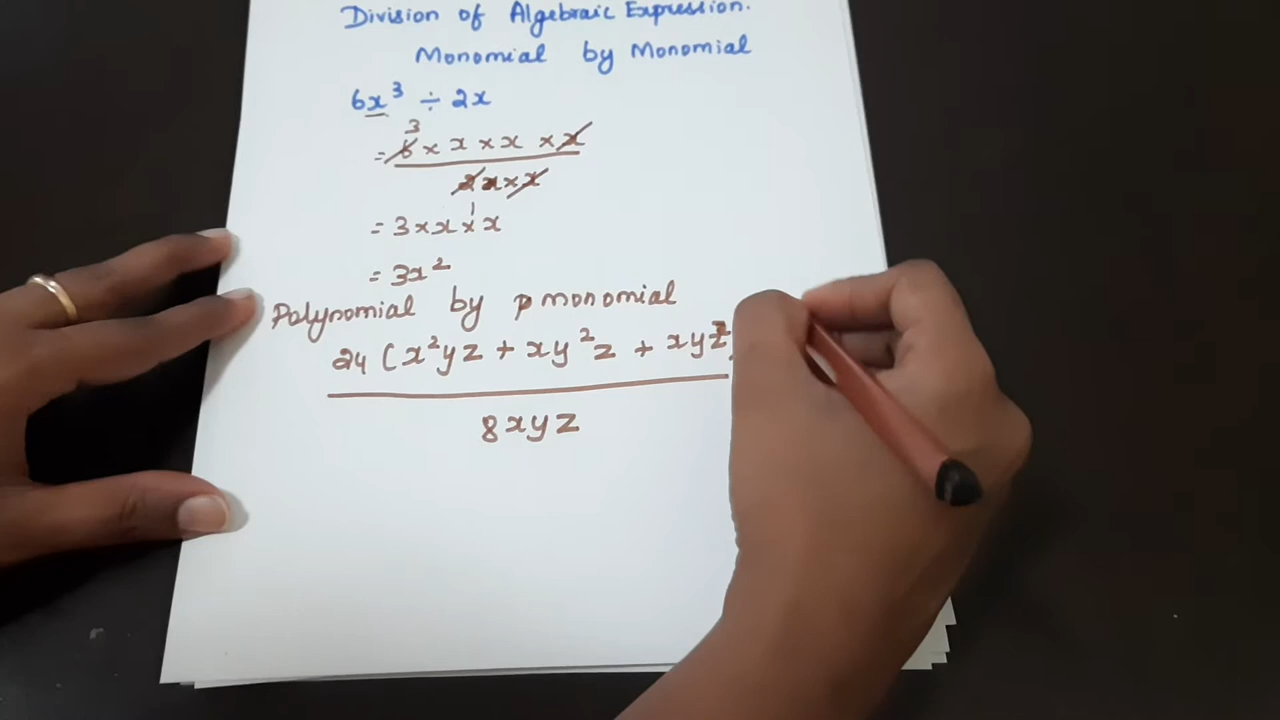 Division of Algebraic Expression.
Monomial by Monomial
6x³ ÷ 2x
3
= 6 × x × x × x
2 x × x
1
= 3 × x × x
= 3x²
Polynomial by monomial
24 (x²yz + xy²z + xyz²
8xyz